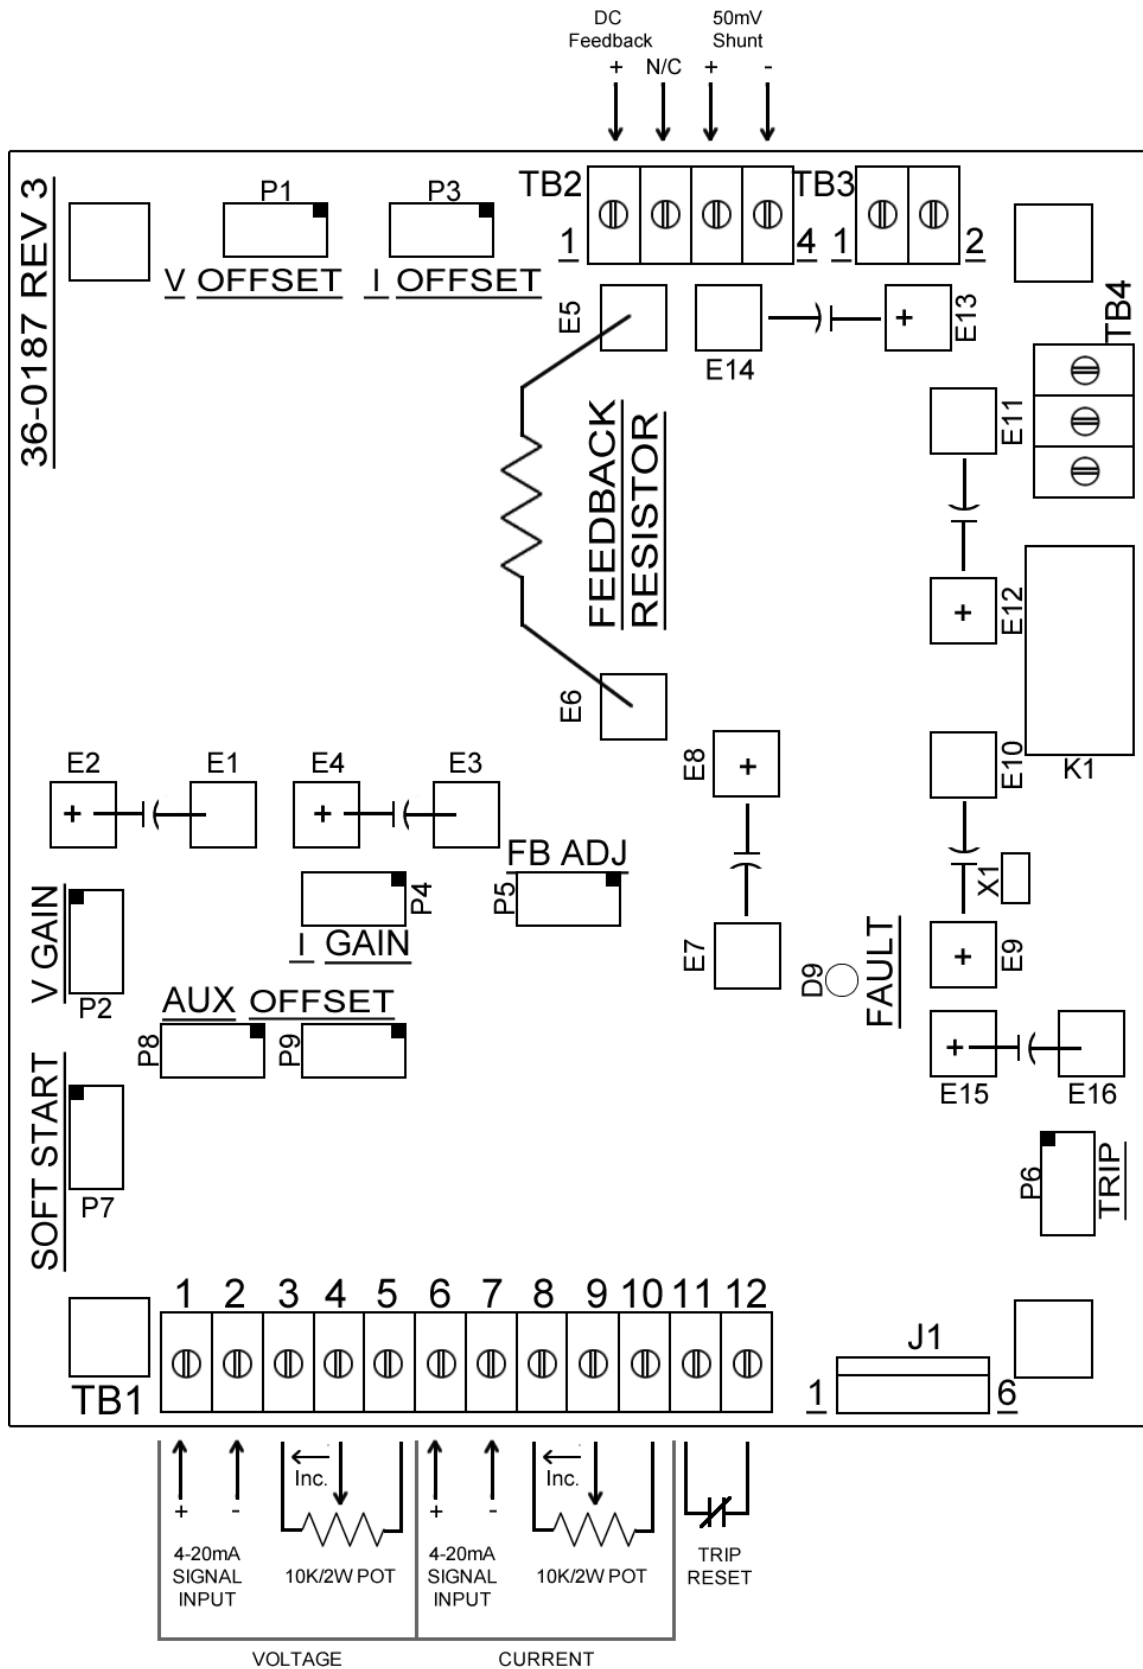 DC
Feedback
50mV
Shunt
+ N/C + -
36-0187 REV 3
P1
V OFFSET
P3
I OFFSET
TB2
1 4
TB3
1 2
TB4
E5
E14
+ E13
E11
FEEDBACK
RESISTOR
+ E12
E6
K1
E8 +
E10
E2 E1 E4 E3
+ +
FB ADJ
P5
P4
I GAIN
V GAIN
P2
E7
D9
FAULT
X1
+ E9
AUX OFFSET
P8 P9
+
E15 E16
SOFT START
P7
P6
TRIP
1 2 3 4 5 6 7 8 9 10 11 12
TB1
J1
1 6
Inc.
+ -
4-20mA
SIGNAL
INPUT
10K/2W POT
Inc.
+ -
4-20mA
SIGNAL
INPUT
10K/2W POT
TRIP
RESET
VOLTAGE CURRENT